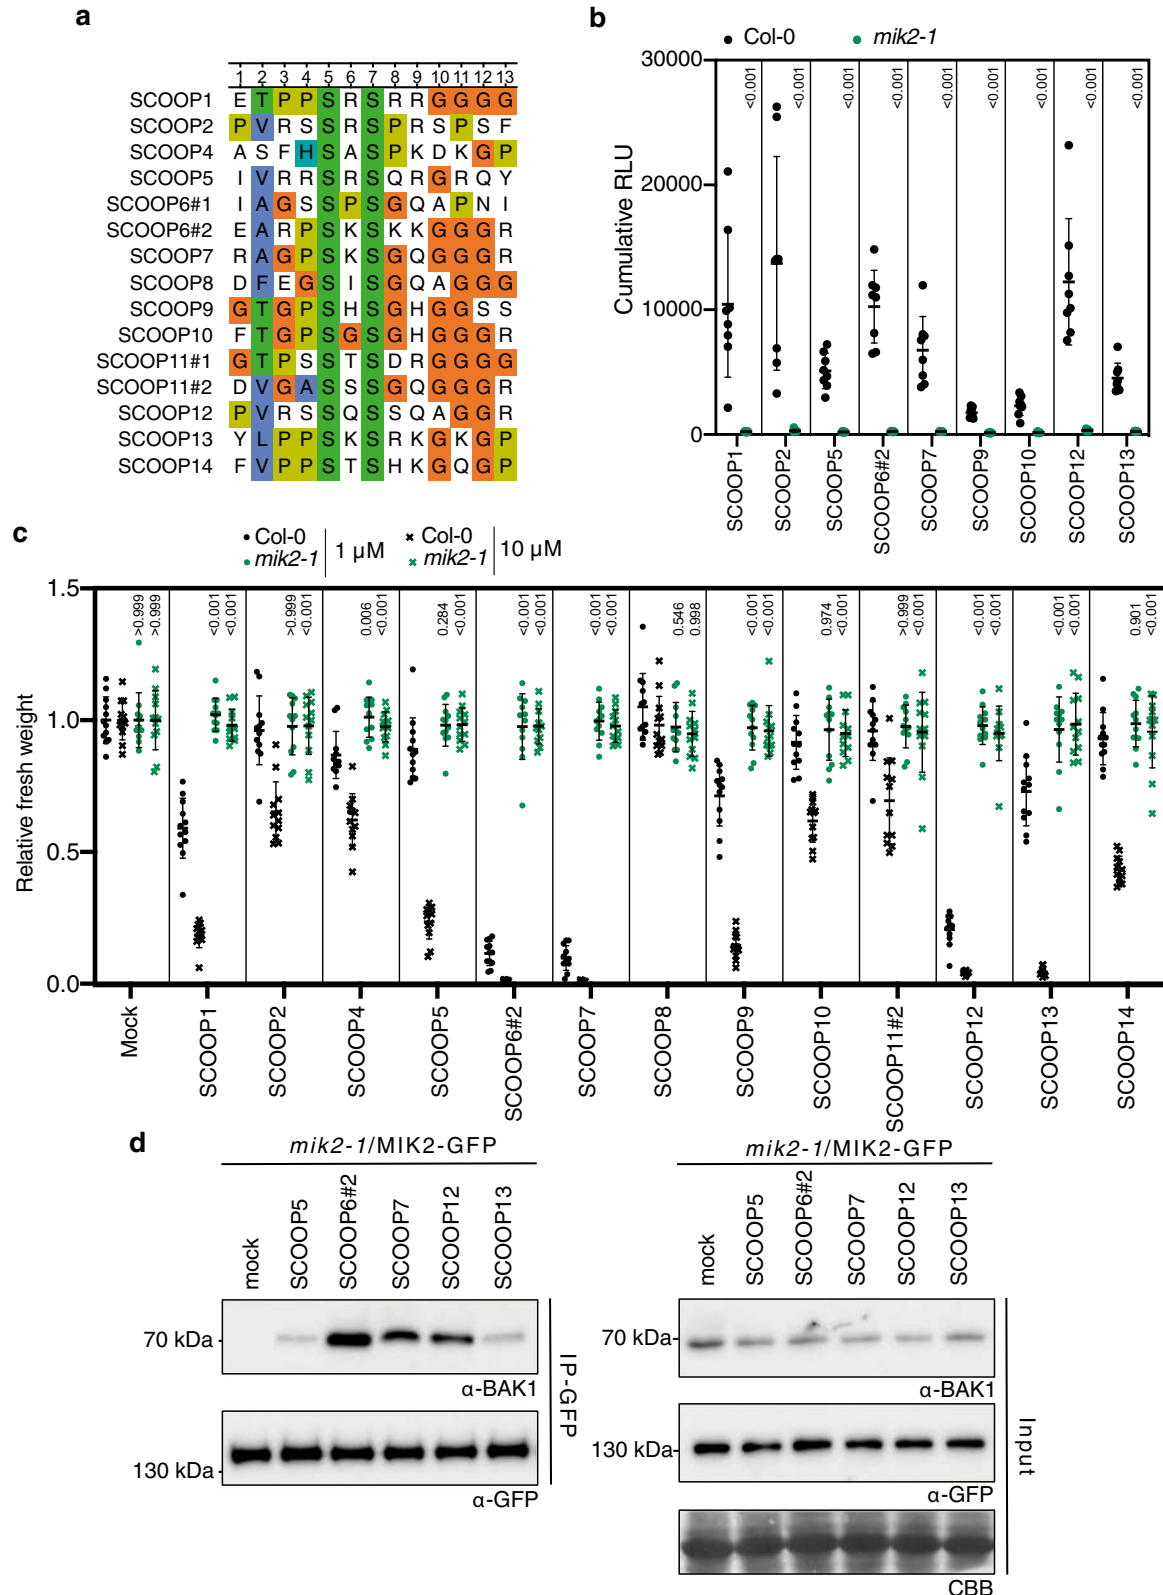 a
1 2 3 4 5 6 7 8 9 10 11 12 13
SCOOP1 E T P P S R S R R G G G G
SCOOP2 P V R S S R S P R S P S F
SCOOP4 A S F H S A S P K D K G P
SCOOP5 I V R R S R S Q R G R Q Y
SCOOP6#1 I A G S S P S G Q A P N I
SCOOP6#2 E A R P S K S K K G G G R
SCOOP7 R A G P S K S G Q G G G R
SCOOP8 D F E G S I S G Q A G G G
SCOOP9 G T G P S H S G H G G S S
SCOOP10 F T G P S G S G H G G G R
SCOOP11#1 G T P S S T S D R G G G G
SCOOP11#2 D V G A S S S G Q G G G R
SCOOP12 P V R S S Q S S Q A G G R
SCOOP13 Y L P P S K S R K G K G P
SCOOP14 F V P P S T S H K G Q G P
b
Col-0 mik2-1
Cumulative RLU
30000
20000
10000
0
<0.001 <0.001 <0.001 <0.001 <0.001 <0.001 <0.001 <0.001 <0.001
SCOOP1 SCOOP2 SCOOP5 SCOOP6#2 SCOOP7 SCOOP9 SCOOP10 SCOOP12 SCOOP13
c
Col-0 mik2-1 1 µM
Col-0 mik2-1 10 µM
Relative fresh weight
1.5
1.0
0.5
0.0
>0.999 >0.999 <0.001 <0.001 >0.999 <0.001 0.006 <0.001 0.284 <0.001 <0.001 <0.001 <0.001 <0.001 0.546 0.998 <0.001 <0.001 0.974 <0.001 >0.999 <0.001 <0.001 <0.001 <0.001 <0.001 0.901 <0.001
Mock SCOOP1 SCOOP2 SCOOP4 SCOOP5 SCOOP6#2 SCOOP7 SCOOP8 SCOOP9 SCOOP10 SCOOP11#2 SCOOP12 SCOOP13 SCOOP14
d
mik2-1/MIK2-GFP
mock SCOOP5 SCOOP6#2 SCOOP7 SCOOP12 SCOOP13
70 kDa
α-BAK1
130 kDa
α-GFP
IP-GFP
mik2-1/MIK2-GFP
mock SCOOP5 SCOOP6#2 SCOOP7 SCOOP12 SCOOP13
70 kDa
α-BAK1
130 kDa
α-GFP
CBB
Input